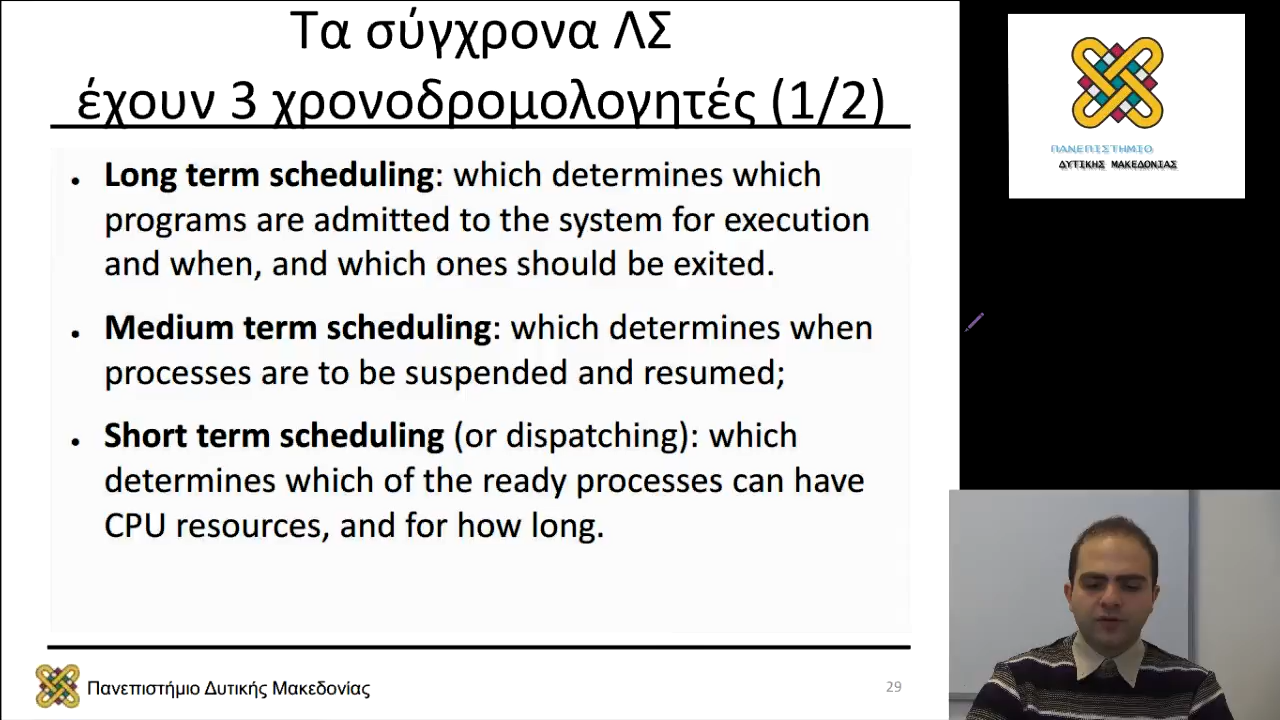 Τα σύγχρονα ΛΣ
έχουν 3 χρονοδρομολογητές (1/2)
• Long term scheduling: which determines which
programs are admitted to the system for execution
and when, and which ones should be exited.
• Medium term scheduling: which determines when
processes are to be suspended and resumed;
• Short term scheduling (or dispatching): which
determines which of the ready processes can have
CPU resources, and for how long.
Πανεπιστήμιο Δυτικής Μακεδονίας
29
ΠΑΝΕΠΙΣΤΗΜΙΟ
ΔΥΤΙΚΗΣ ΜΑΚΕΔΟΝΙΑΣ